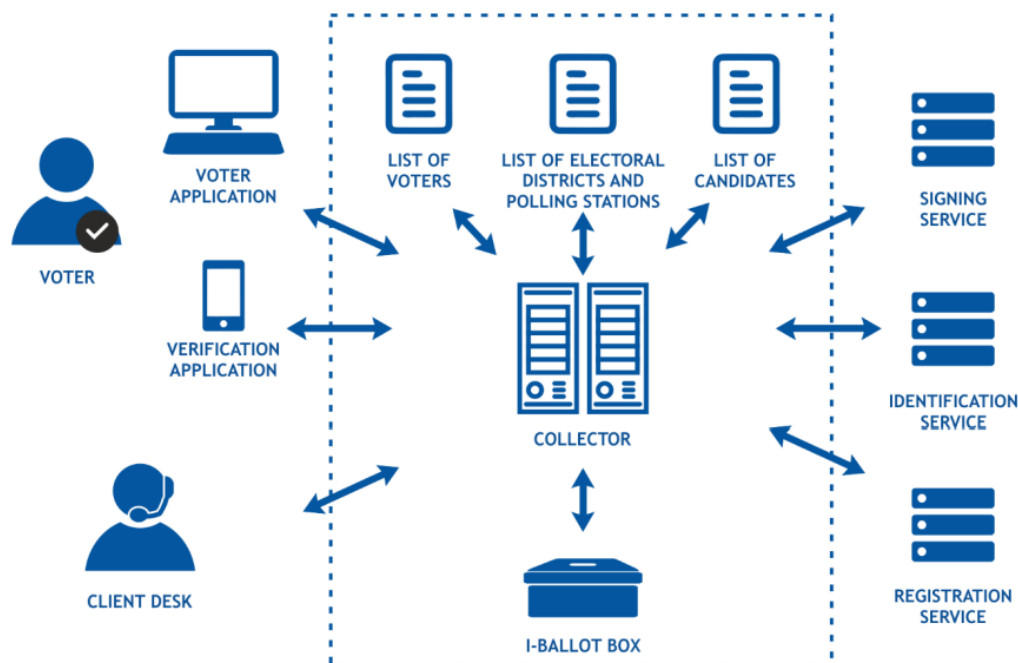 VOTER
APPLICATION
LIST OF
VOTERS
LIST OF ELECTORAL
DISTRICTS AND
POLLING STATIONS
LIST OF
CANDIDATES
SIGNING
SERVICE
VOTER
VERIFICATION
APPLICATION
IDENTIFICATION
SERVICE
COLLECTOR
CLIENT DESK
REGISTRATION
SERVICE
I-BALLOT BOX